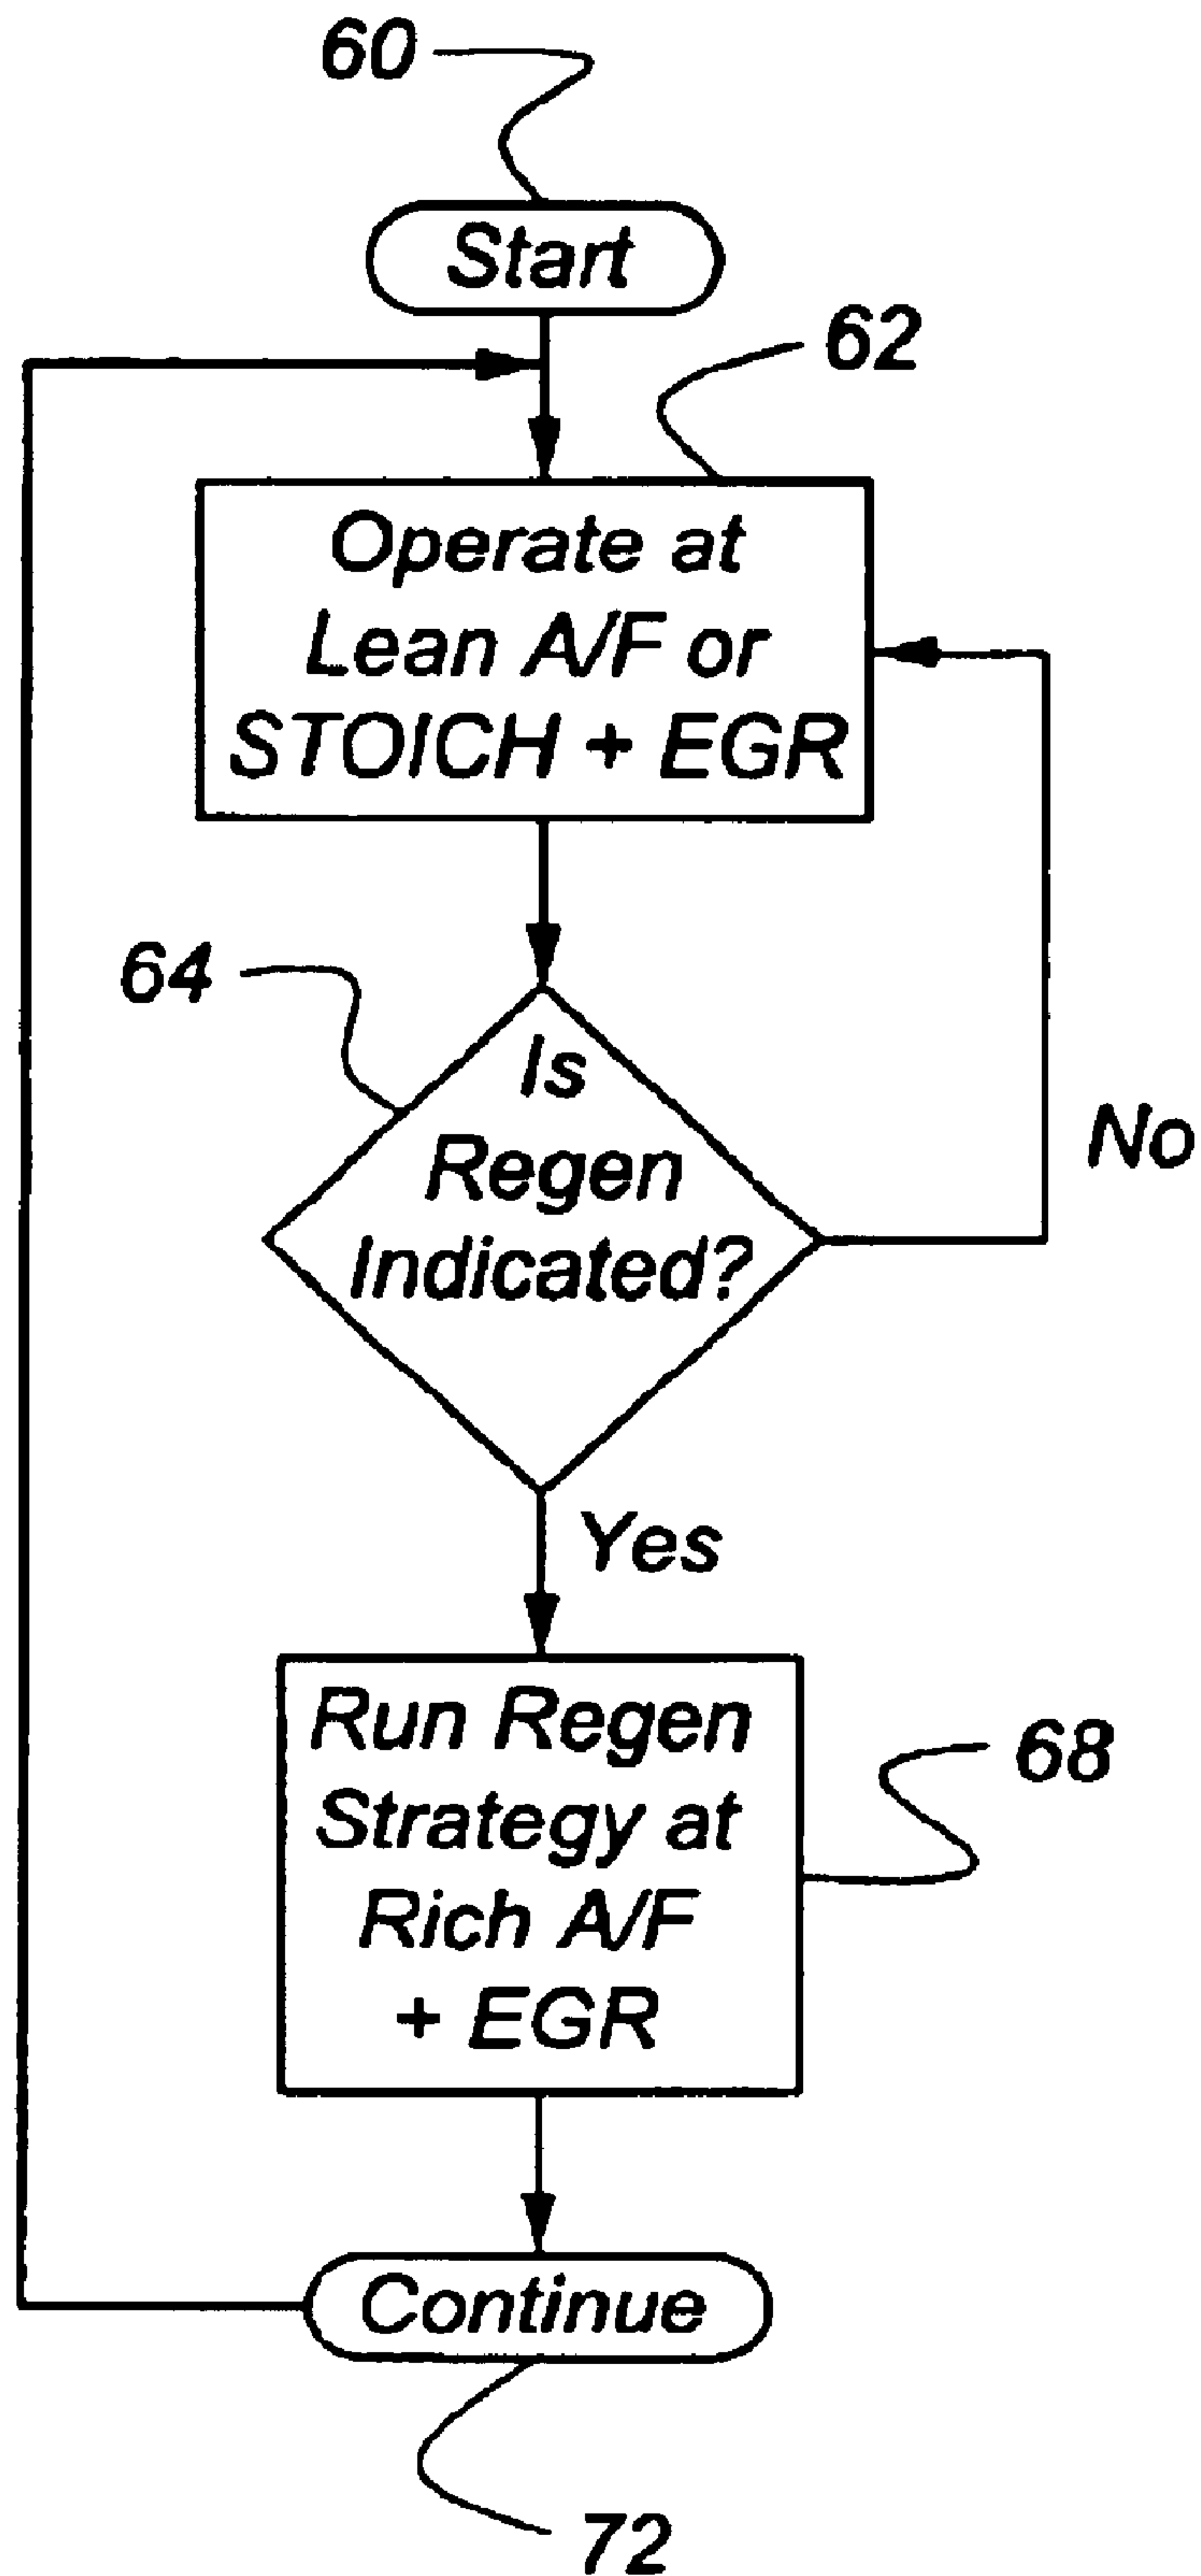 60
Start
62
Operate at
Lean A/F or
STOICH + EGR
64
Is
Regen
Indicated?
No
Yes
Run Regen
Strategy at
Rich A/F
+ EGR
68
Continue
72